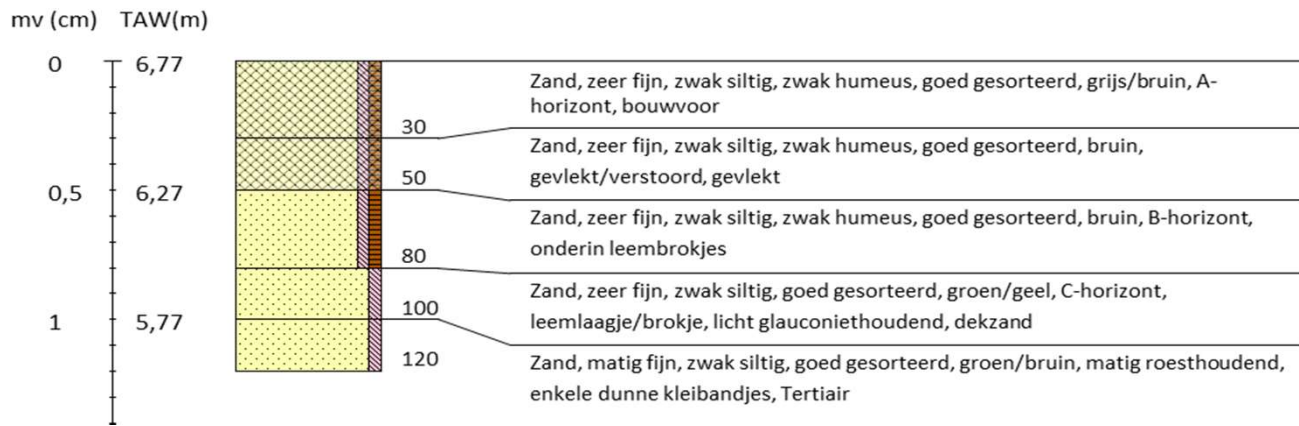 mv (cm) TAW(m)
0 6,77
Zand, zeer fijn, zwak siltig, zwak humeus, goed gesorteerd, grijs/bruin, A-
horizont, bouwvoor
30
Zand, zeer fijn, zwak siltig, zwak humeus, goed gesorteerd, bruin,
gevlekt/verstoord, gevlekt
50
0,5 6,27
Zand, zeer fijn, zwak siltig, zwak humeus, goed gesorteerd, bruin, B-horizont,
onderin leembrokjes
80
Zand, zeer fijn, zwak siltig, goed gesorteerd, groen/geel, C-horizont,
leemlaagje/brokje, licht glauconiethoudend, dekzand
100
1 5,77
Zand, matig fijn, zwak siltig, goed gesorteerd, groen/bruin, matig roesthoudend,
enkele dunne kleibandjes, Tertiair
120